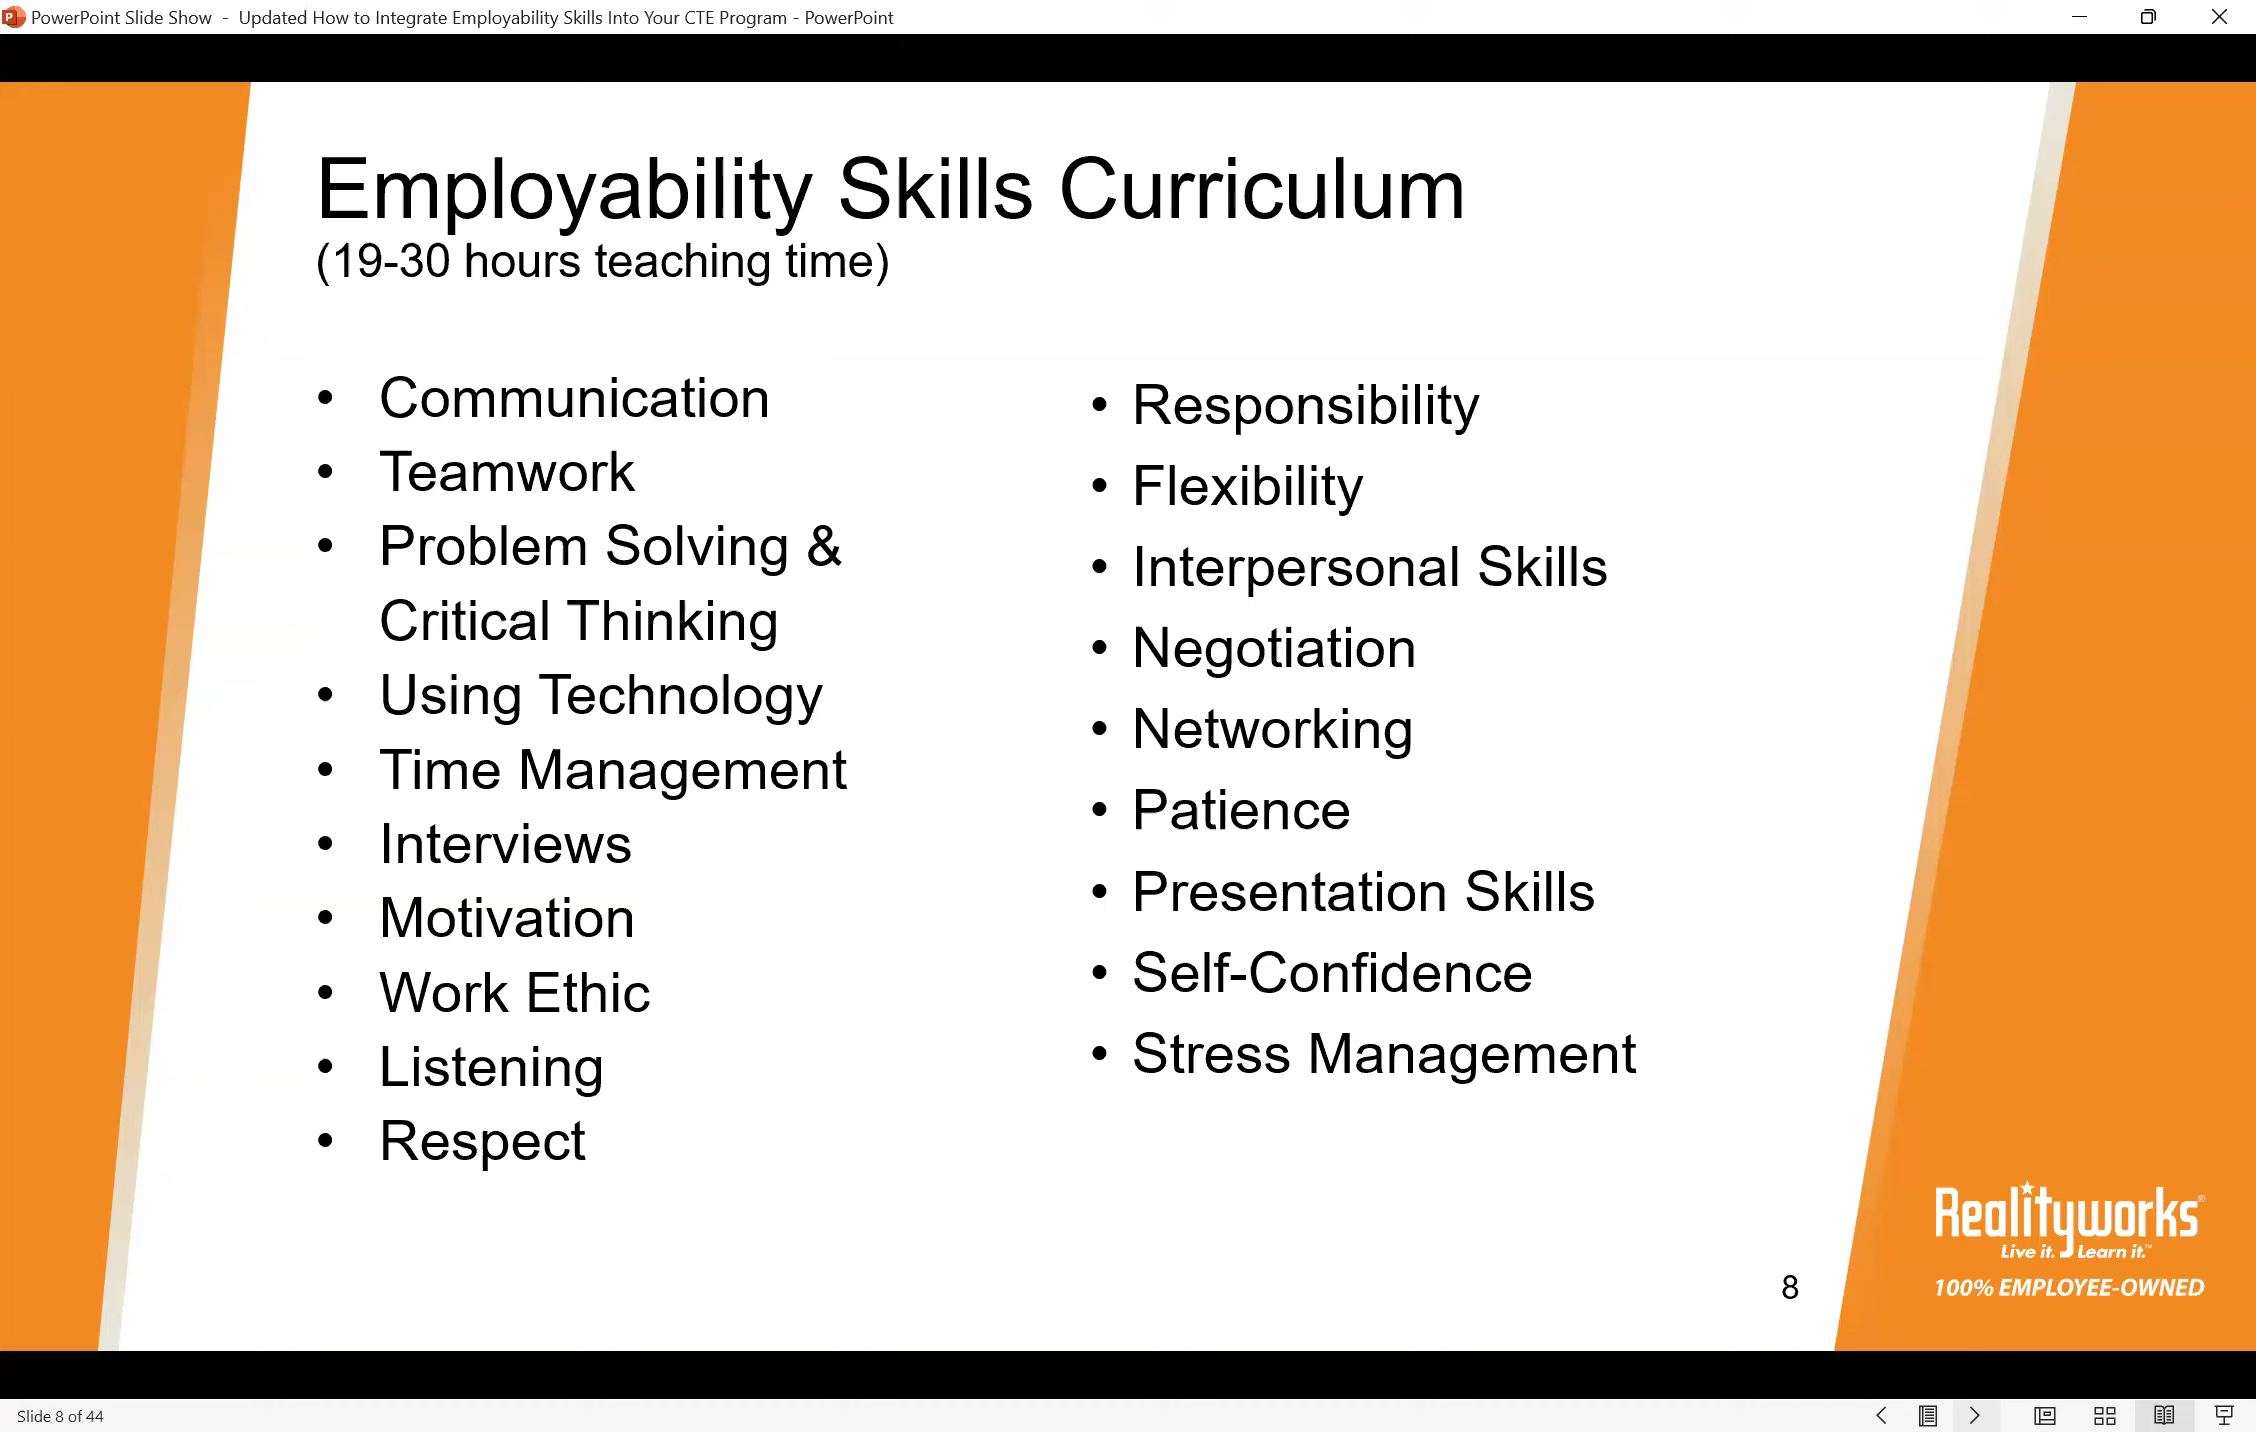 PowerPoint Slide Show - Updated How to Integrate Employability Skills Into Your CTE Program - PowerPoint
Employability Skills Curriculum
(19-30 hours teaching time)
• Communication
• Teamwork
• Problem Solving &
Critical Thinking
• Using Technology
• Time Management
• Interviews
• Motivation
• Work Ethic
• Listening
• Respect
• Responsibility
• Flexibility
• Interpersonal Skills
• Negotiation
• Networking
• Patience
• Presentation Skills
• Self-Confidence
• Stress Management
Realityworks®
Live it. Learn it.™
100% EMPLOYEE-OWNED
8
Slide 8 of 44